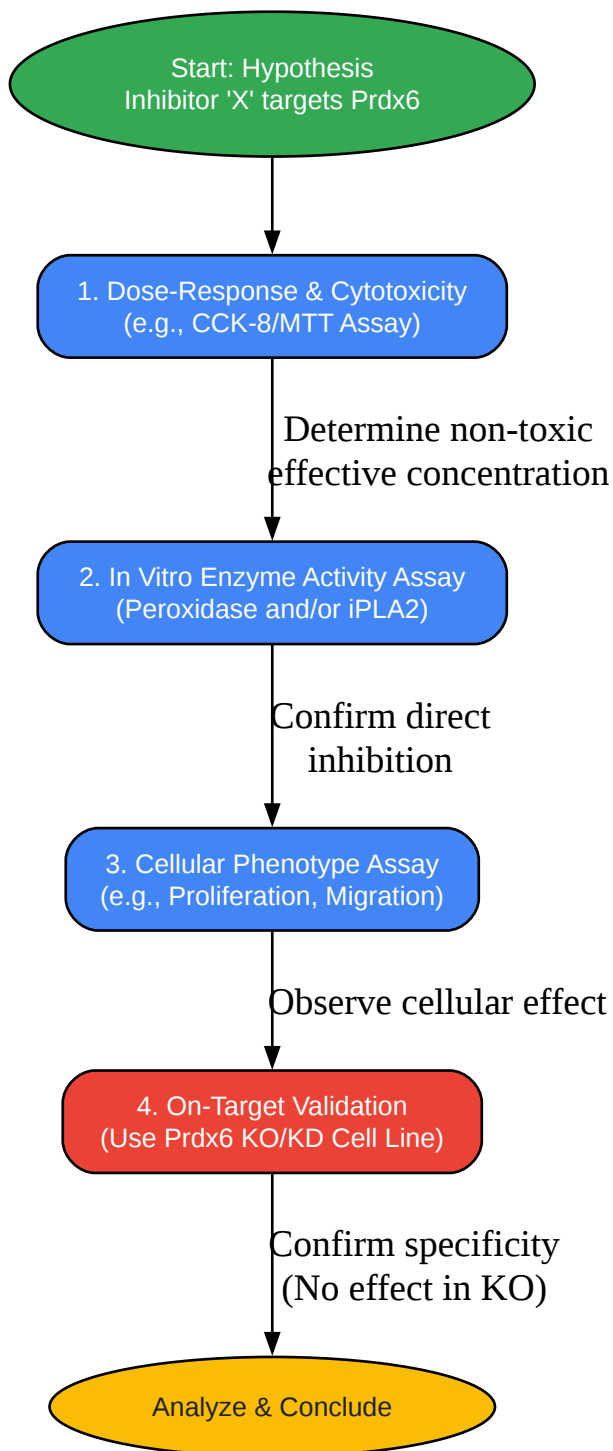 Start: Hypothesis
Inhibitor 'X' targets Prdx6
1. Dose-Response & Cytotoxicity
(e.g., CCK-8/MTT Assay)
Determine non-toxic
effective concentration
2. In Vitro Enzyme Activity Assay
(Peroxidase and/or iPLA2)
Confirm direct
inhibition
3. Cellular Phenotype Assay
(e.g., Proliferation, Migration)
Observe cellular effect
4. On-Target Validation
(Use Prdx6 KO/KD Cell Line)
Confirm specificity
(No effect in KO)
Analyze & Conclude